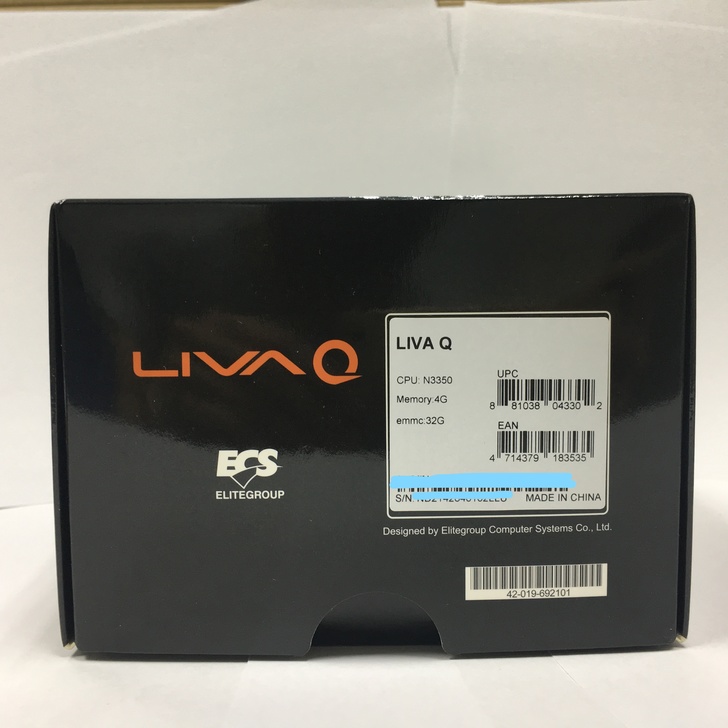 LIVA Q
ECS
ELITEGROUP
LIVA Q
CPU: N3350
Memory:4G
emmc:32G
UPC
8 81038 04330 2
EAN
4 714379 183535
S/N:
MADE IN CHINA
Designed by Elitegroup Computer Systems Co., Ltd.
42-019-692101